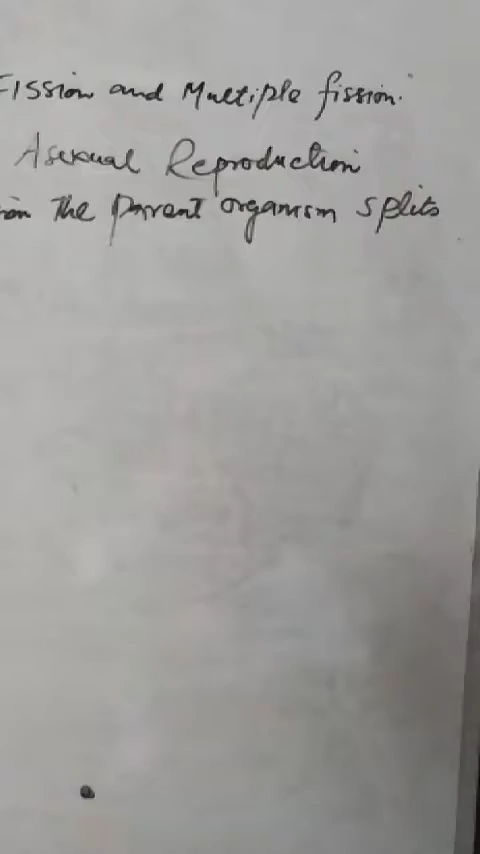 Fission and Multiple fission.
Asexual Reproduction
the Parent organism splits